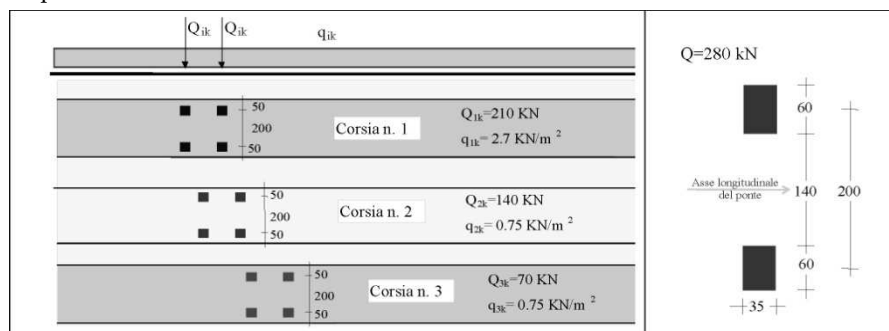 Q_ik Q_ik q_ik
Q=280 kN
50
200
50
Corsia n. 1
Q_1k=210 KN
q_1k= 2.7 KN/m²
60
Asse longitudinale
del ponte
140
200
50
200
50
Corsia n. 2
Q_2k=140 KN
q_2k= 0.75 KN/m²
60
35
50
200
50
Corsia n. 3
Q_3k=70 KN
q_3k= 0.75 KN/m²